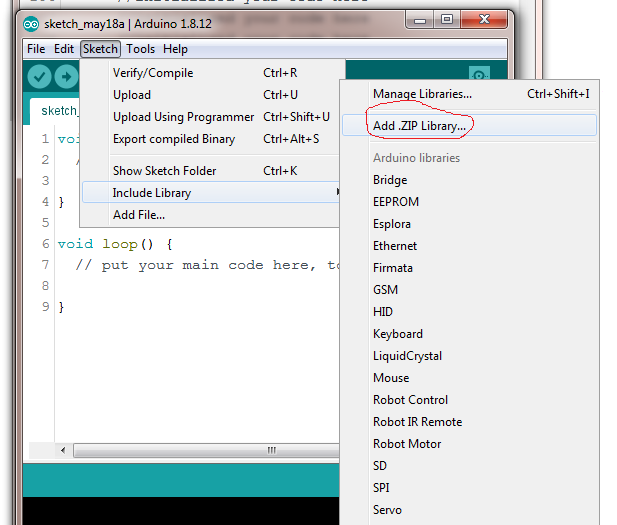 sketch_may18a | Arduino 1.8.12
File Edit Sketch Tools Help
Verify/Compile Ctrl+R
Upload Ctrl+U
Upload Using Programmer Ctrl+Shift+U
Export compiled Binary Ctrl+Alt+S
Show Sketch Folder Ctrl+K
Include Library
Add File...
Manage Libraries... Ctrl+Shift+I
Add .ZIP Library...
Arduino libraries
Bridge
EEPROM
Esplora
Ethernet
Firmata
GSM
HID
Keyboard
LiquidCrystal
Mouse
Robot Control
Robot IR Remote
Robot Motor
SD
SPI
Servo
sketch_
1 vo
2 /
3
4 }
5
6 void loop() {
7 // put your main code here, to
8
9 }